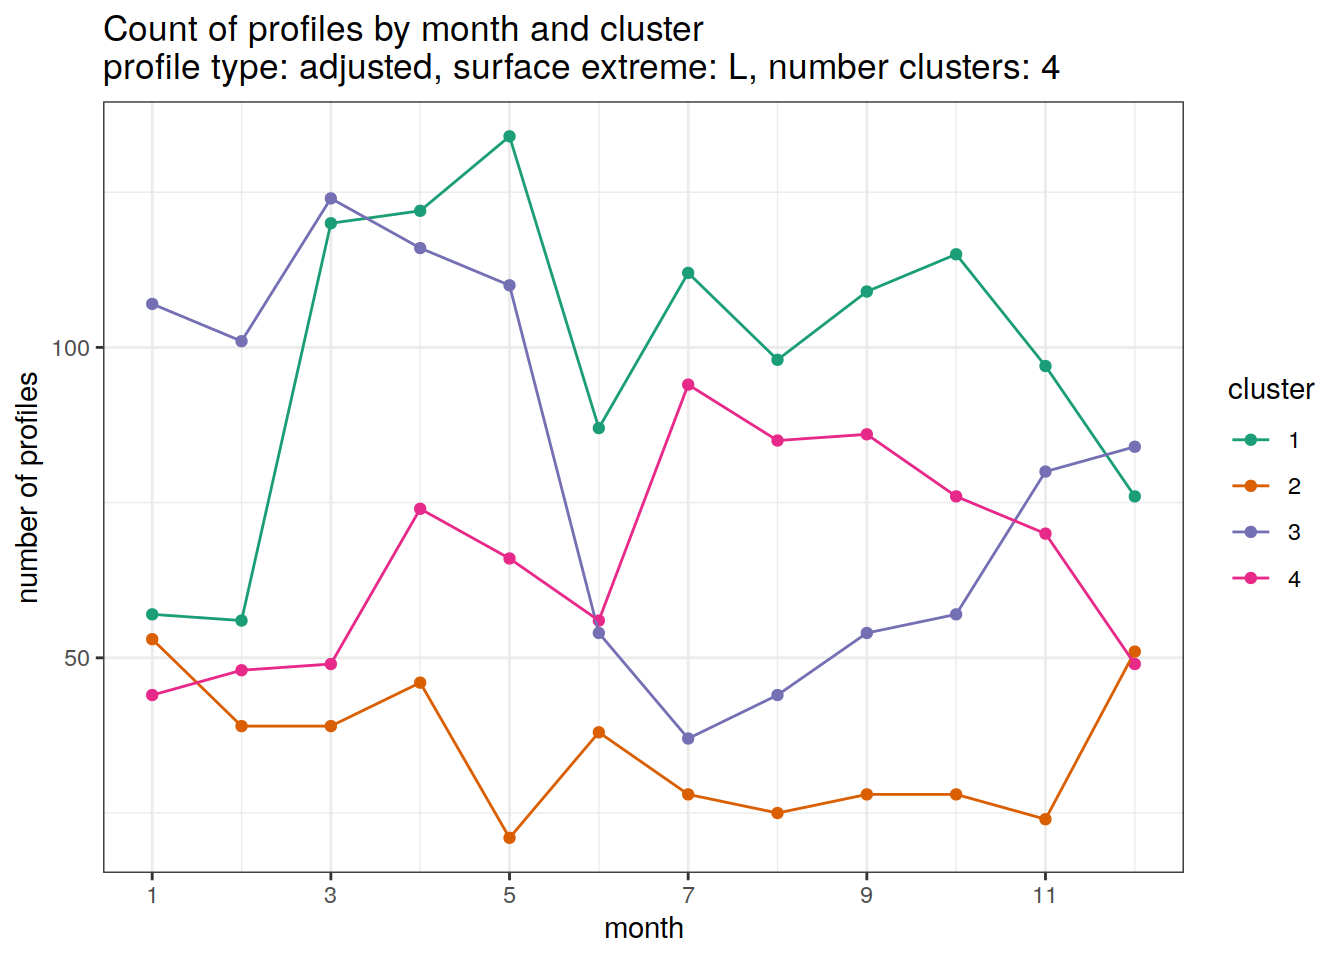 Count of profiles by month and cluster
profile type: adjusted, surface extreme: L, number clusters: 4
100
50
number of profiles
1
3
5
7
9
11
month
cluster
1
2
3
4